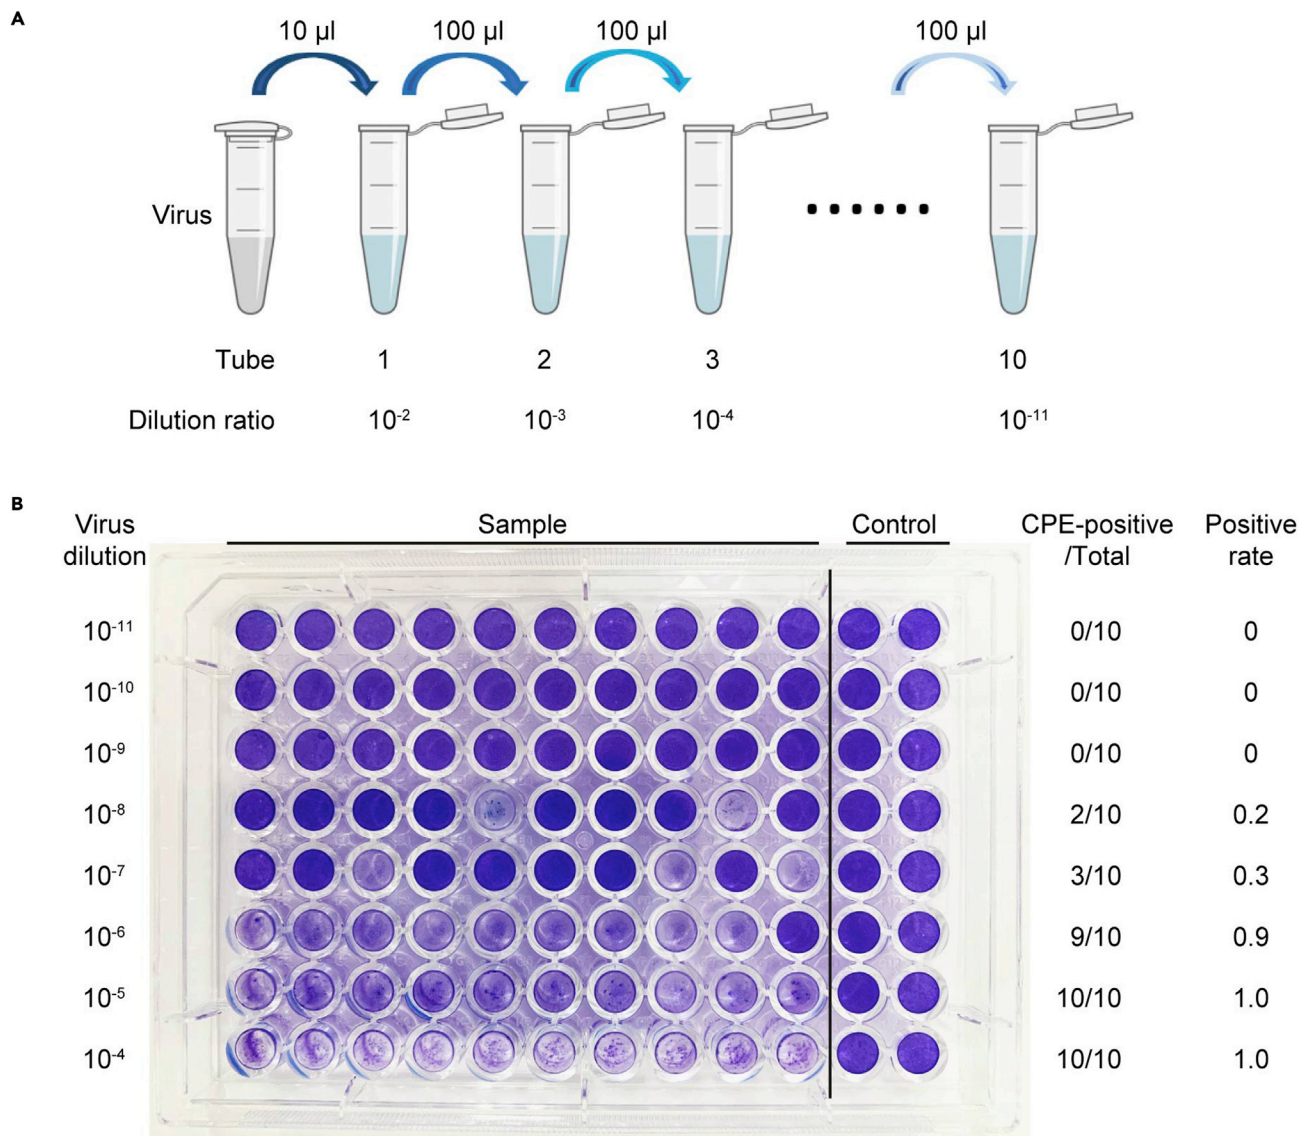 A
10 µl 100 µl 100 µl 100 µl
Virus
Tube 1 2 3 10
Dilution ratio 10-2 10-3 10-4 10-11
B
Virus dilution Sample Control CPE-positive /Total Positive rate
10-11 0/10 0
10-10 0/10 0
10-9 0/10 0
10-8 2/10 0.2
10-7 3/10 0.3
10-6 9/10 0.9
10-5 10/10 1.0
10-4 10/10 1.0